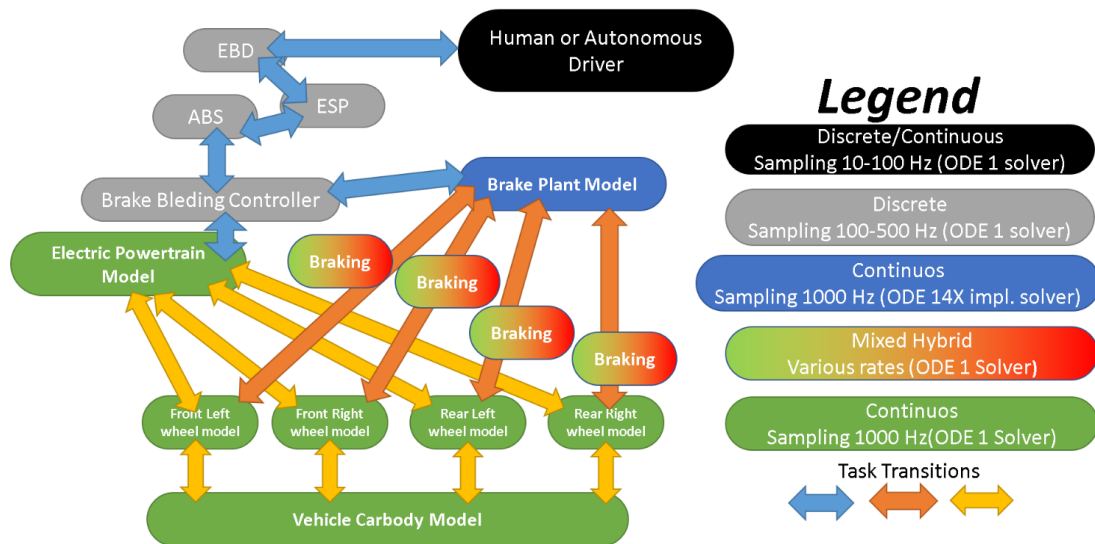 EBD
Human or Autonomous
Driver
ABS
ESP
Brake Bleding Controller
Brake Plant Model
Electric Powertrain
Model
Braking
Braking
Braking
Braking
Front Left
wheel model
Front Right
wheel model
Rear Left
wheel model
Rear Right
wheel model
Vehicle Carbody Model
Legend
Discrete/Continuous
Sampling 10-100 Hz (ODE 1 solver)
Discrete
Sampling 100-500 Hz (ODE 1 solver)
Continuos
Sampling 1000 Hz (ODE 14X impl. solver)
Mixed Hybrid
Various rates (ODE 1 Solver)
Continuos
Sampling 1000 Hz(ODE 1 Solver)
Task Transitions